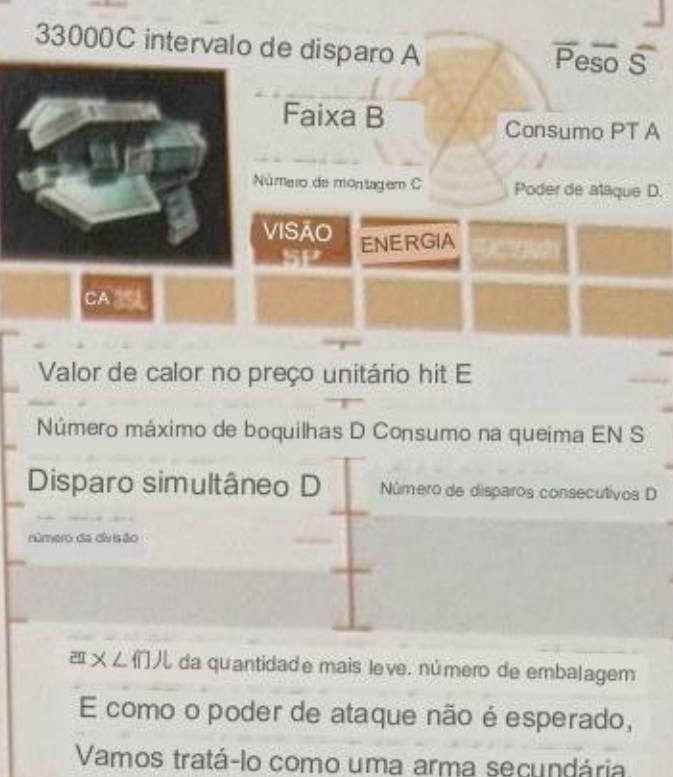 33000C intervalo de disparo A
Peso S
Faixa B
Consumo PT A
Número de montagem C
Poder de ataque D.
VISÃO
SP
ENERGIA
CA
Valor de calor no preço unitário hit E
Número máximo de boquilhas D Consumo na queima EN S
Disparo simultâneo D
Número de disparos consecutivos D
número da divisão
da quantidade mais leve. número de embalagem
E como o poder de ataque não é esperado,
Vamos tratá-lo como uma arma secundária